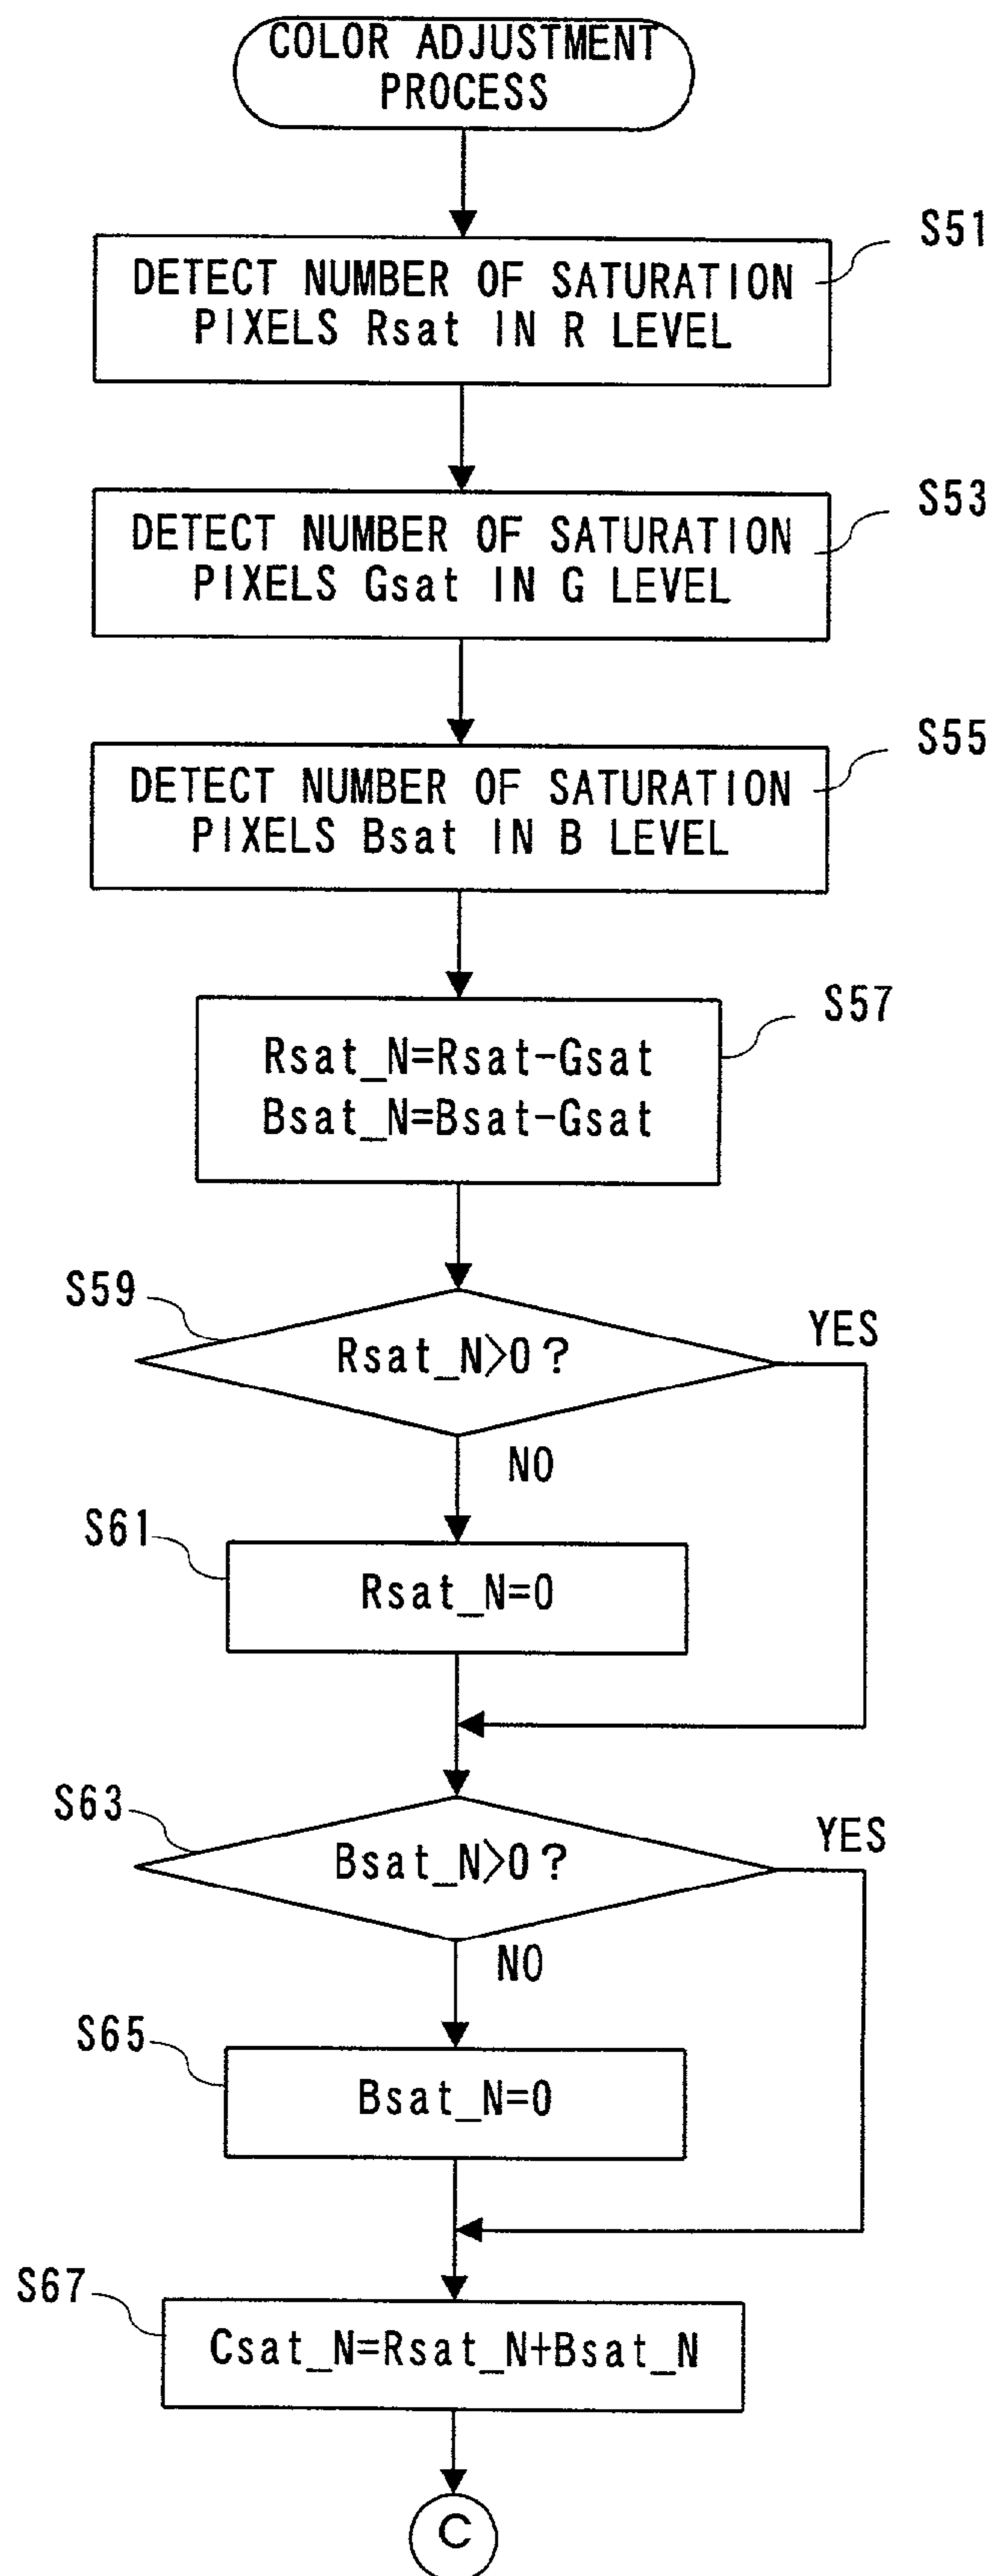 COLOR ADJUSTMENT
PROCESS
S51
DETECT NUMBER OF SATURATION
PIXELS Rsat IN R LEVEL
S53
DETECT NUMBER OF SATURATION
PIXELS Gsat IN G LEVEL
S55
DETECT NUMBER OF SATURATION
PIXELS Bsat IN B LEVEL
S57
Rsat_N=Rsat-Gsat
Bsat_N=Bsat-Gsat
S59
Rsat_N>0?
YES
NO
S61
Rsat_N=0
S63
Bsat_N>0?
YES
NO
S65
Bsat_N=0
S67
Csat_N=Rsat_N+Bsat_N
C